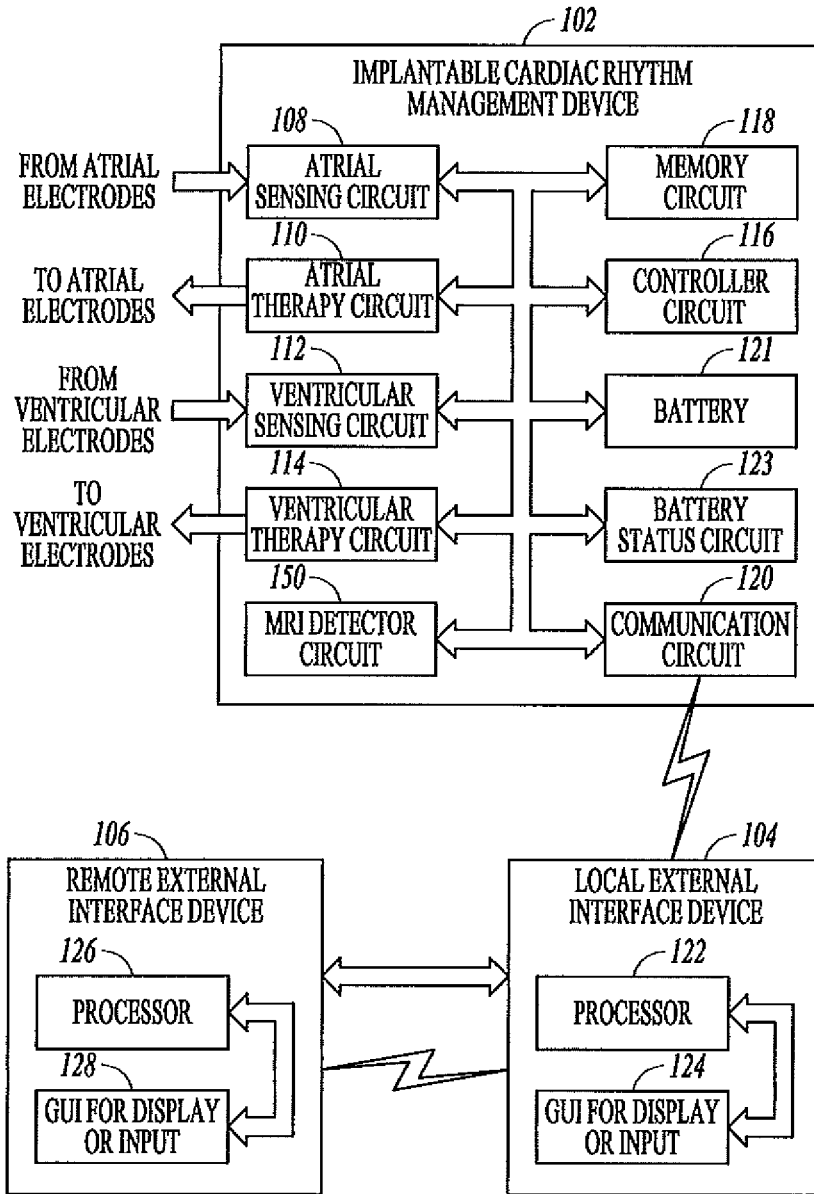 102
IMPLANTABLE CARDIAC RHYTHM
MANAGEMENT DEVICE
108
118
FROM ATRIAL
ELECTRODES
ATRIAL
SENSING CIRCUIT
MEMORY
CIRCUIT
110
116
TO ATRIAL
ELECTRODES
ATRIAL
THERAPY CIRCUIT
CONTROLLER
CIRCUIT
112
121
FROM
VENTRICULAR
ELECTRODES
VENTRICULAR
SENSING CIRCUIT
BATTERY
114
123
TO
VENTRICULAR
ELECTRODES
VENTRICULAR
THERAPY CIRCUIT
BATTERY
STATUS CIRCUIT
150
120
MRI DETECTOR
CIRCUIT
COMMUNICATION
CIRCUIT
106
104
REMOTE EXTERNAL
INTERFACE DEVICE
LOCAL EXTERNAL
INTERFACE DEVICE
126
122
PROCESSOR
PROCESSOR
128
124
GUI FOR DISPLAY
OR INPUT
GUI FOR DISPLAY
OR INPUT